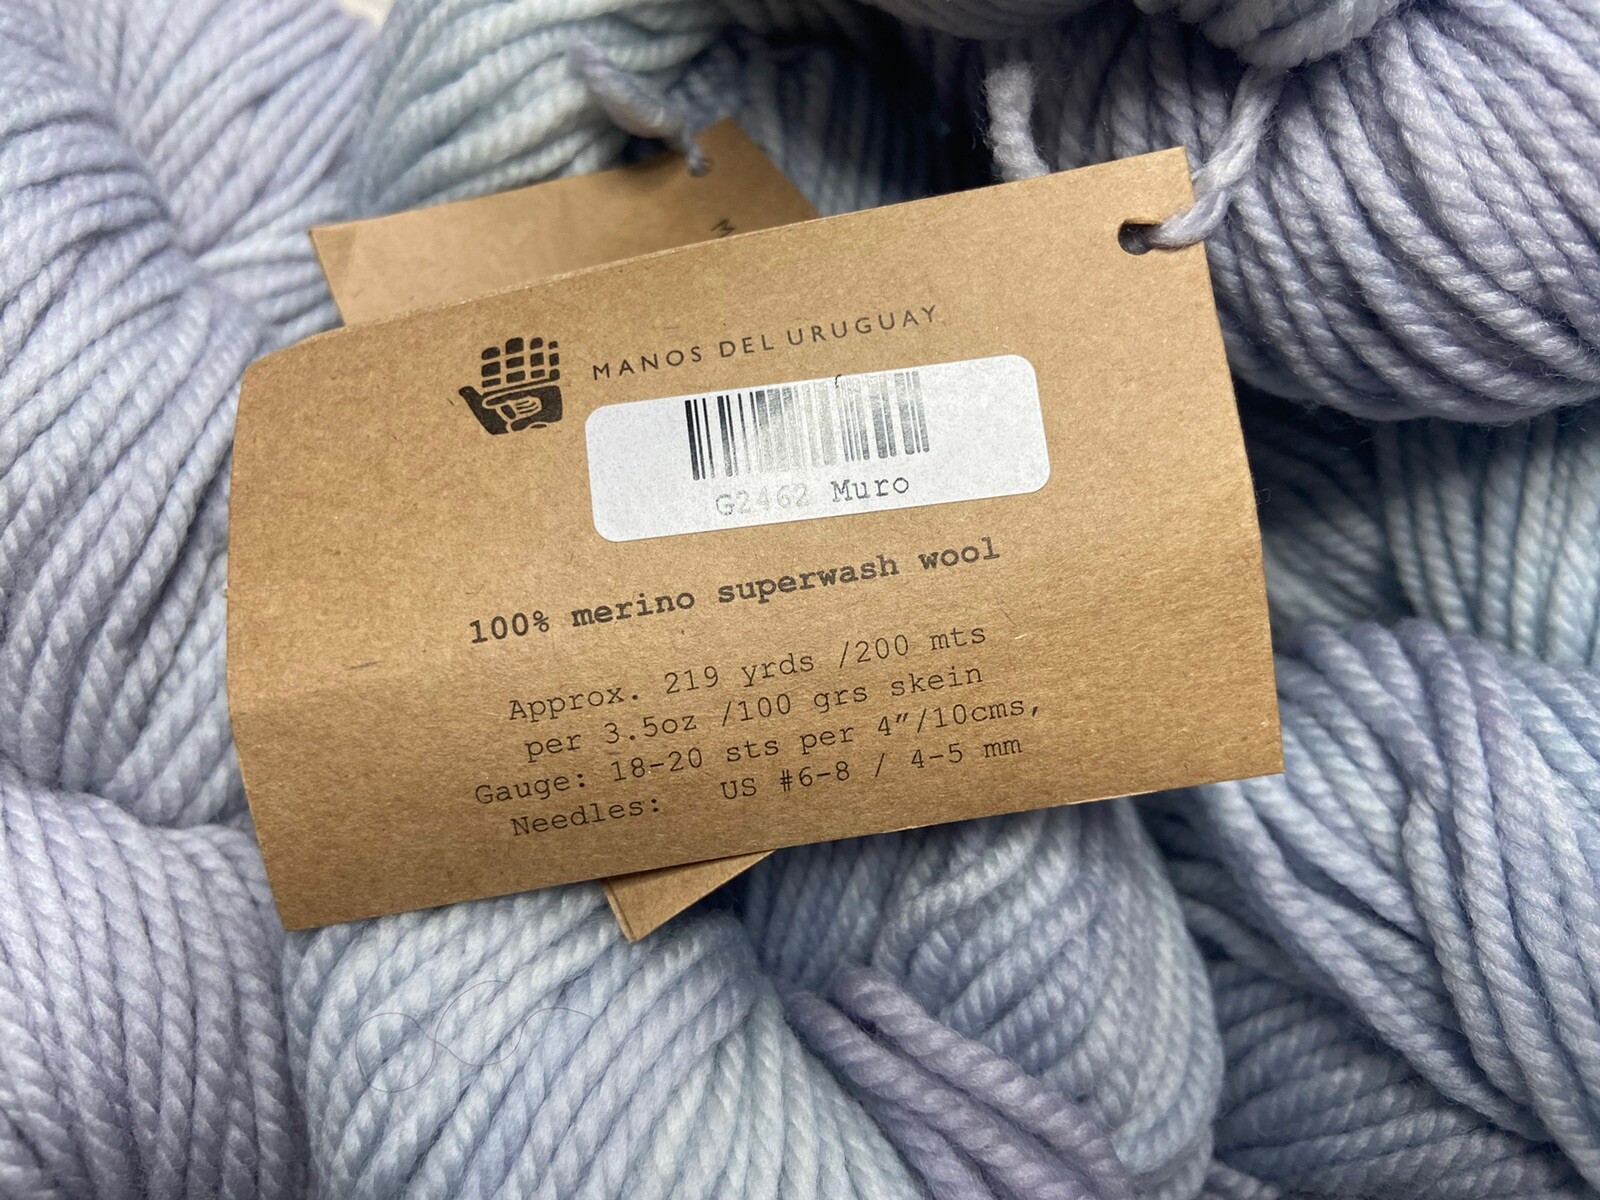 M
MANOS DEL URUGUAY
G2462 Muro
100% merino superwash wool
Approx. 219 yrds /200 mts
per 3.5oz /100 grs skein
Gauge: 18-20 sts per 4"/10cms,
Needles: US #6-8 / 4-5 mm